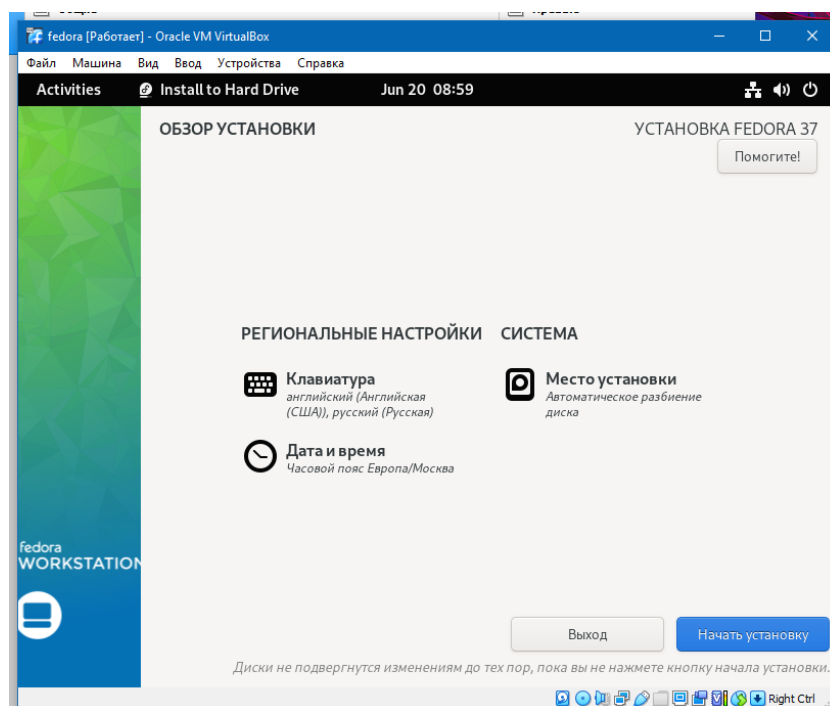 fedora [Работает] - Oracle VM VirtualBox
Файл Машина Вид Ввод Устройства Справка
Activities Install to Hard Drive Jun 20 08:59
ОБЗОР УСТАНОВКИ
УСТАНОВКА FEDORA 37
Помогите!
РЕГИОНАЛЬНЫЕ НАСТРОЙКИ
Клавиатура
английский (Английская
(США)), русский (Русская)
Дата и время
Часовой пояс Европа/Москва
СИСТЕМА
Место установки
Автоматическое разбиение
диска
fedora
WORKSTATION
Выход
Начать установку
Диски не подвергнутся изменениям до тех пор, пока вы не нажмете кнопку начала установки.
Right Ctrl